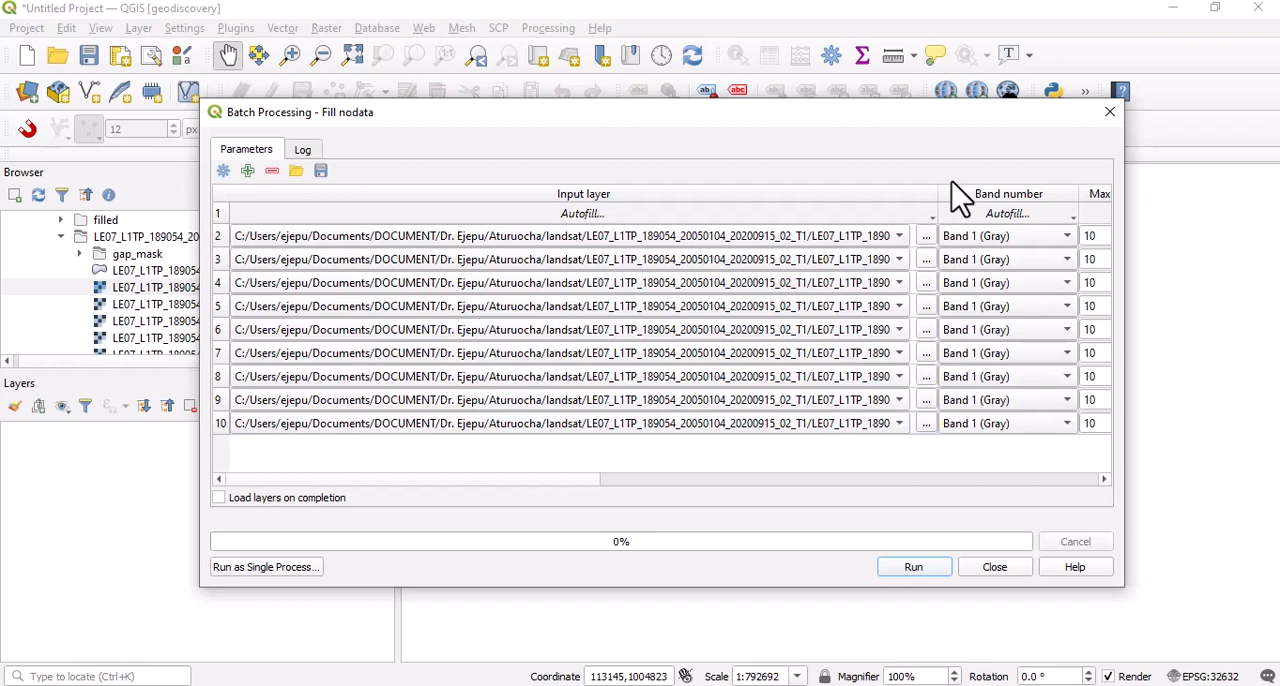 *Untitled Project — QGIS [geodiscovery]
Project Edit View Layer Settings Plugins Vector Raster Database Web Mesh SCP Processing Help
12 px
Batch Processing - Fill nodata
Parameters Log
Browser
filled
LE07_L1TP_189054_20
gap_mask
LE07_L1TP_189054
LE07_L1TP_189054
LE07_L1TP_189054
LE07_L1TP_189054
LE07_L1TP_189054
LE07_L1TP_189054
Layers
Input layer Band number Max
1 Autofill... Autofill...
2 C:/Users/ejepu/Documents/DOCUMENT/Dr. Ejepu/Aturuocha/landsat/LE07_L1TP_189054_20050104_20200915_02_T1/LE07_L1TP_1890 ... Band 1 (Gray) 10
3 C:/Users/ejepu/Documents/DOCUMENT/Dr. Ejepu/Aturuocha/landsat/LE07_L1TP_189054_20050104_20200915_02_T1/LE07_L1TP_1890 ... Band 1 (Gray) 10
4 C:/Users/ejepu/Documents/DOCUMENT/Dr. Ejepu/Aturuocha/landsat/LE07_L1TP_189054_20050104_20200915_02_T1/LE07_L1TP_1890 ... Band 1 (Gray) 10
5 C:/Users/ejepu/Documents/DOCUMENT/Dr. Ejepu/Aturuocha/landsat/LE07_L1TP_189054_20050104_20200915_02_T1/LE07_L1TP_1890 ... Band 1 (Gray) 10
6 C:/Users/ejepu/Documents/DOCUMENT/Dr. Ejepu/Aturuocha/landsat/LE07_L1TP_189054_20050104_20200915_02_T1/LE07_L1TP_1890 ... Band 1 (Gray) 10
7 C:/Users/ejepu/Documents/DOCUMENT/Dr. Ejepu/Aturuocha/landsat/LE07_L1TP_189054_20050104_20200915_02_T1/LE07_L1TP_1890 ... Band 1 (Gray) 10
8 C:/Users/ejepu/Documents/DOCUMENT/Dr. Ejepu/Aturuocha/landsat/LE07_L1TP_189054_20050104_20200915_02_T1/LE07_L1TP_1890 ... Band 1 (Gray) 10
9 C:/Users/ejepu/Documents/DOCUMENT/Dr. Ejepu/Aturuocha/landsat/LE07_L1TP_189054_20050104_20200915_02_T1/LE07_L1TP_1890 ... Band 1 (Gray) 10
10 C:/Users/ejepu/Documents/DOCUMENT/Dr. Ejepu/Aturuocha/landsat/LE07_L1TP_189054_20050104_20200915_02_T1/LE07_L1TP_1890 ... Band 1 (Gray) 10
Load layers on completion
0% Cancel
Run as Single Process... Run Close Help
Type to locate (Ctrl+K) Coordinate 113145,1004823 Scale 1:792692 Magnifier 100% Rotation 0.0 ° Render EPSG:32632